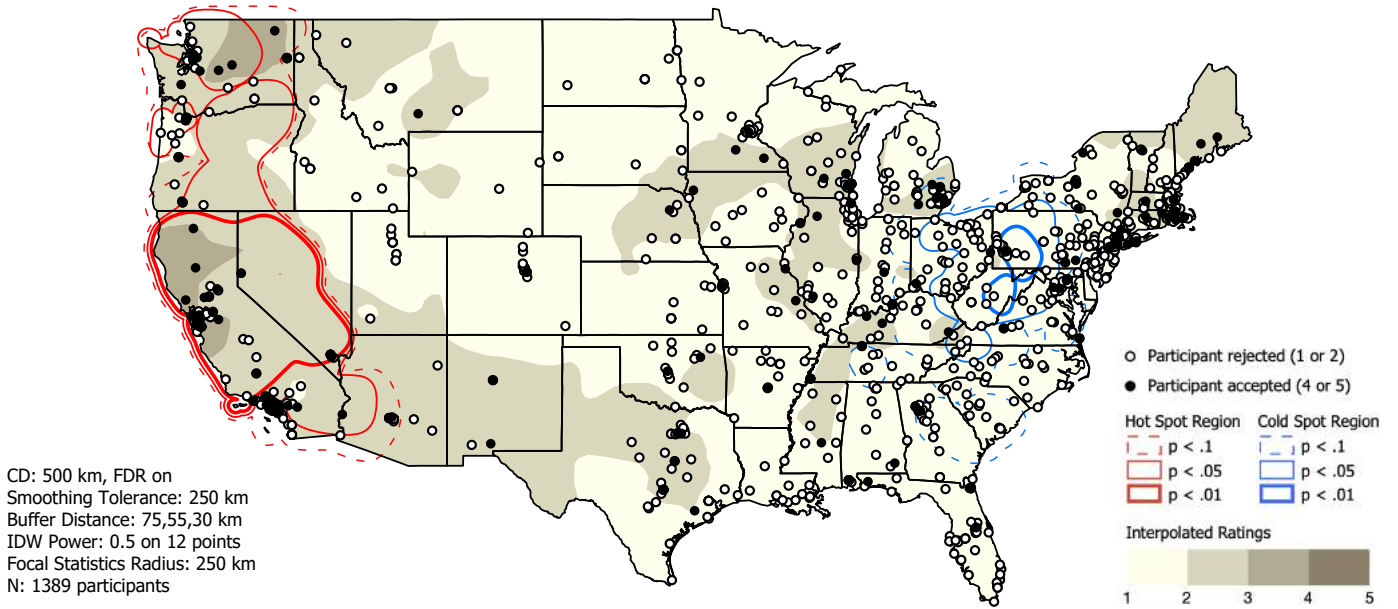 CD: 500 km, FDR on
Smoothing Tolerance: 250 km
Buffer Distance: 75,55,30 km
IDW Power: 0.5 on 12 points
Focal Statistics Radius: 250 km
N: 1389 participants
Participant rejected (1 or 2)
Participant accepted (4 or 5)
Hot Spot Region Cold Spot Region
p < .1 p < .1
p < .05 p < .05
p < .01 p < .01
Interpolated Ratings
1 2 3 4 5